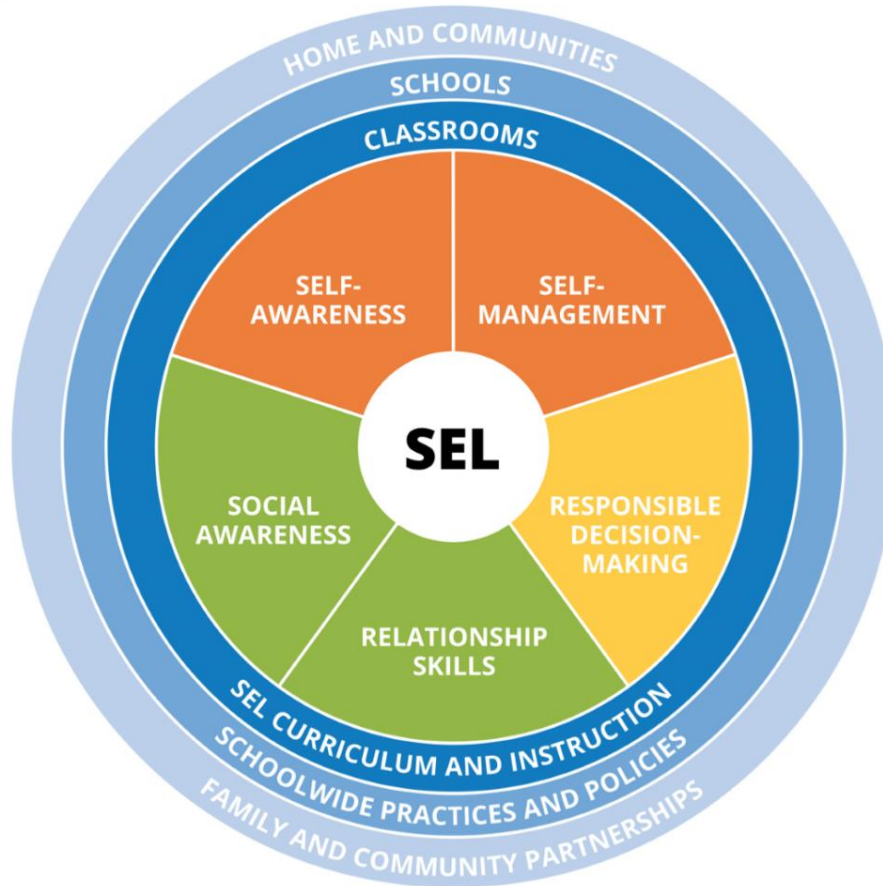 HOME AND COMMUNITIES
SCHOOLS
CLASSROOMS
SELF-
AWARENESS
SELF-
MANAGEMENT
SEL
SOCIAL
AWARENESS
RESPONSIBLE
DECISION-
MAKING
RELATIONSHIP
SKILLS
SEL CURRICULUM AND INSTRUCTION
SCHOOLWIDE PRACTICES AND POLICIES
FAMILY AND COMMUNITY PARTNERSHIPS